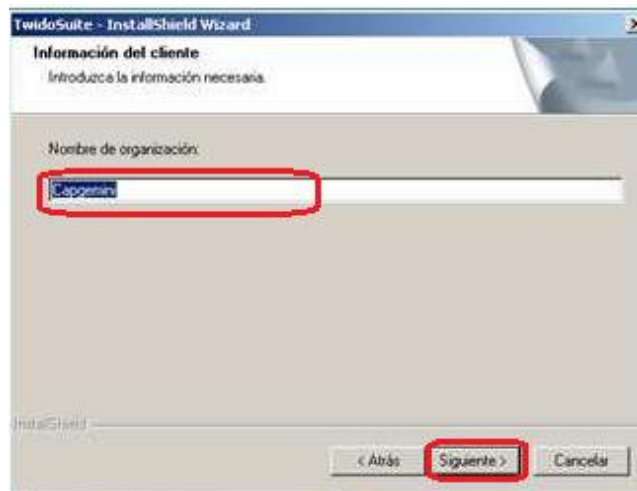 TwidoSuite - InstallShield Wizard
Información del cliente
Introduzca la información necesaria.
Nombre de organización:
Capgemini
InstallShield
< Atrás
Siguiente >
Cancelar